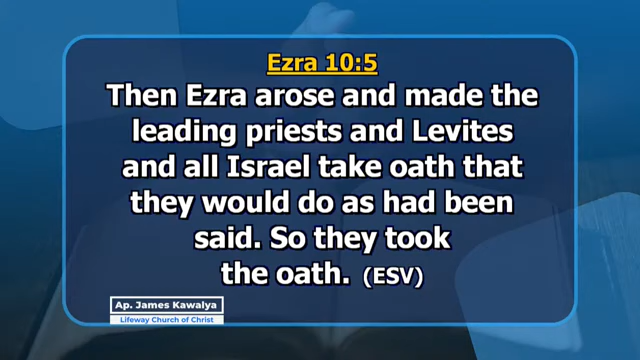 Ezra 10:5
Then Ezra arose and made the
leading priests and Levites
and all Israel take oath that
they would do as had been
said. So they took
the oath. (ESV)
Ap. James Kawalya
Lifeway Church of Christ